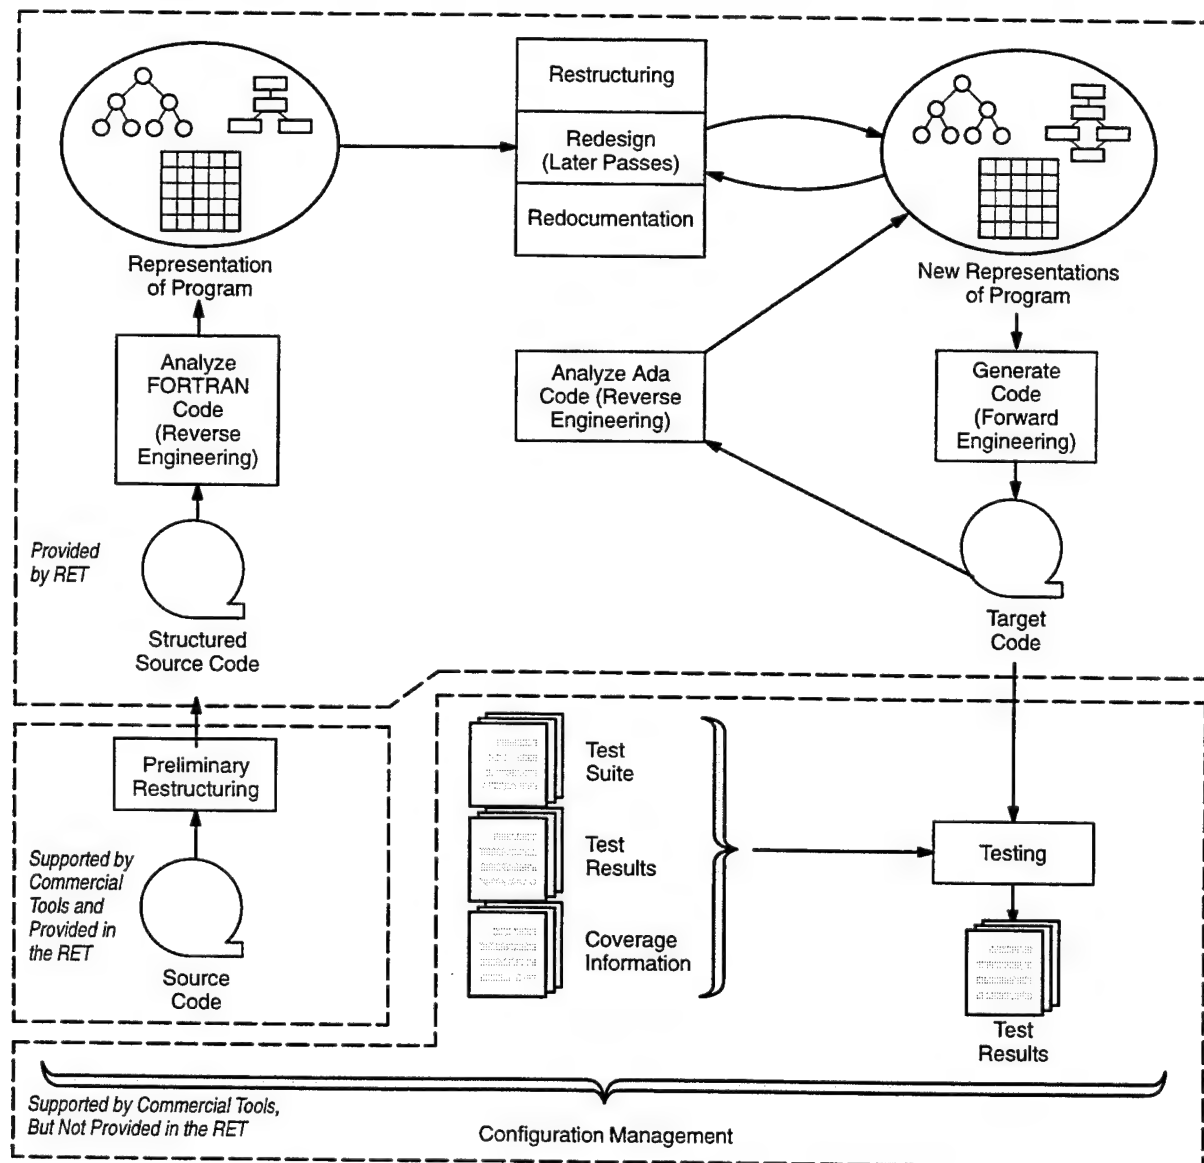 Restructuring
Redesign
(Later Passes)
Redocumentation
Representation
of Program
New Representations
of Program
Analyze
FORTRAN
Code
(Reverse
Engineering)
Analyze Ada
Code (Reverse
Engineering)
Generate
Code
(Forward
Engineering)
Provided
by RET
Structured
Source Code
Target
Code
Preliminary
Restructuring
Supported by
Commercial
Tools and
Provided in
the RET
Source
Code
Test
Suite
Test
Results
Coverage
Information
Testing
Test
Results
Supported by Commercial Tools,
But Not Provided in the RET
Configuration Management